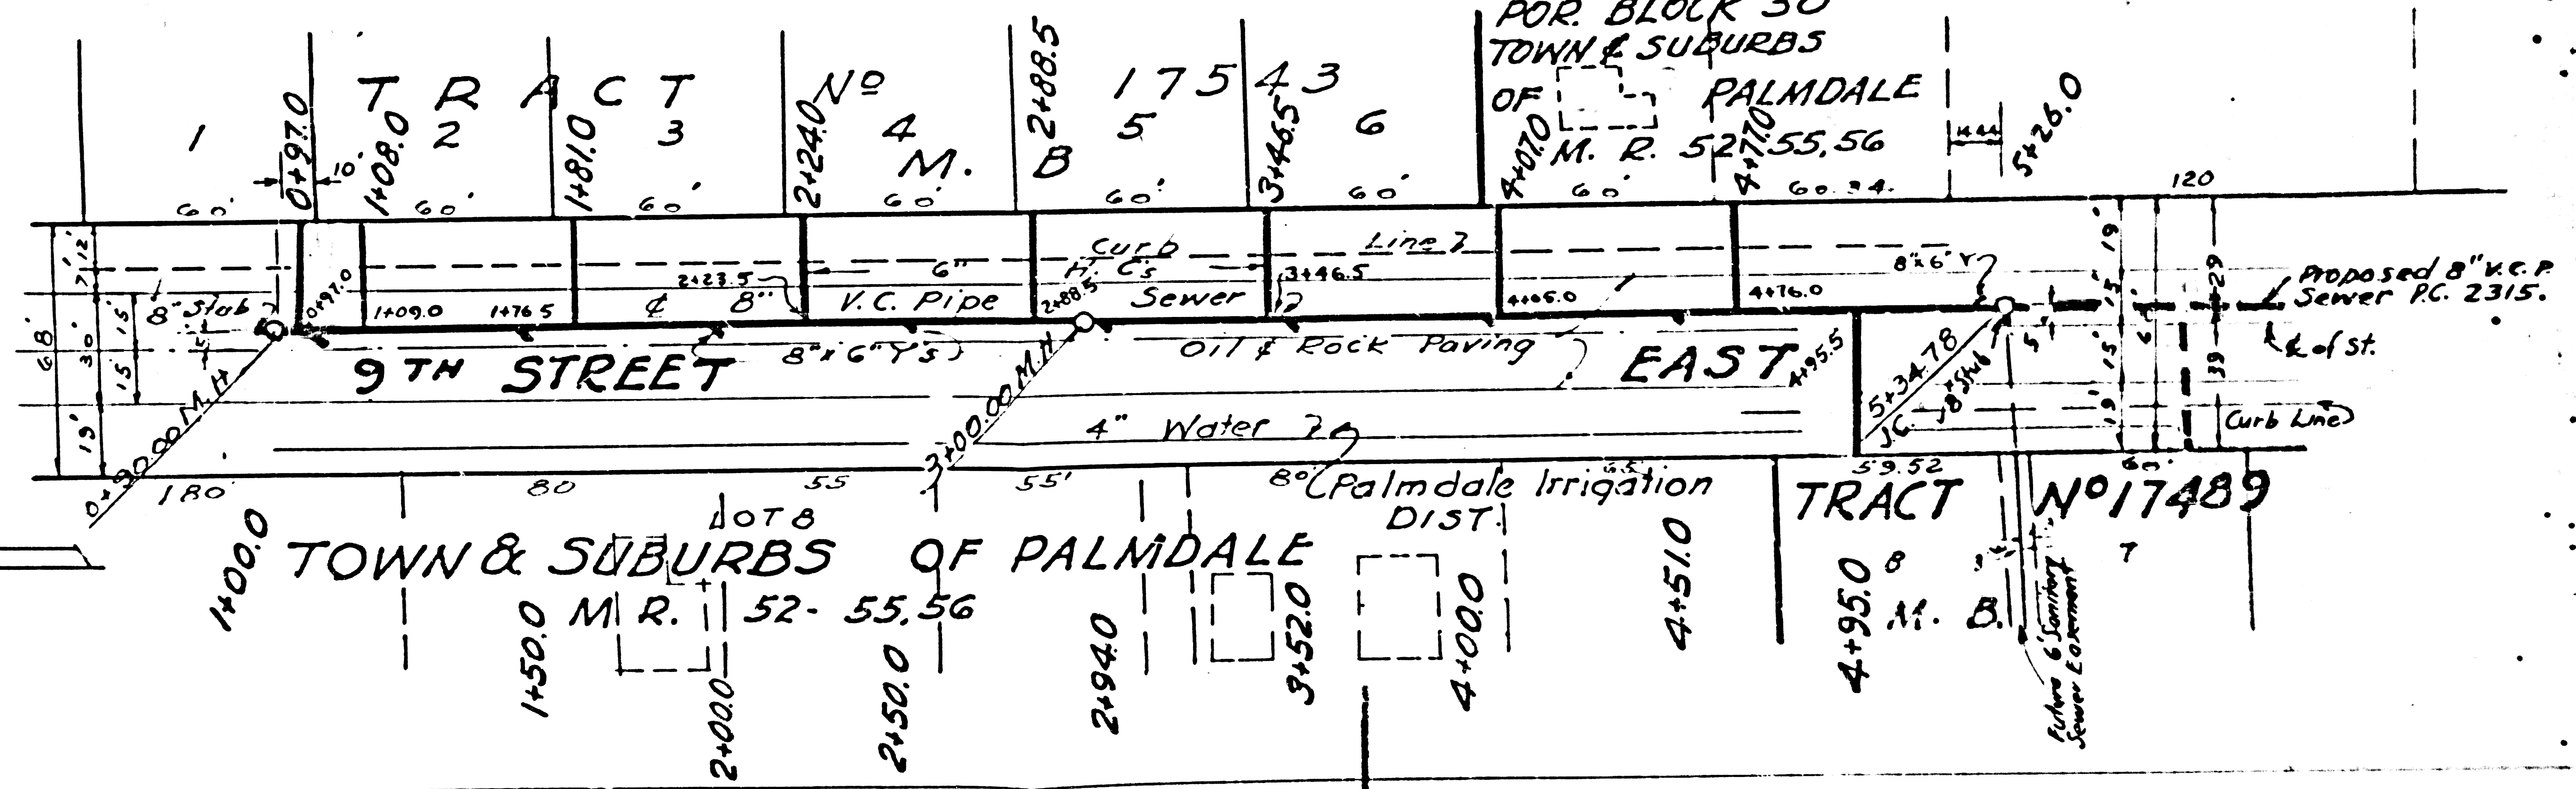 POR. BLOCK 30
TOWN & SUBURBS
OF PALMDALE
M. R. 52-55,56
TRACT Nº 17543
M. B
1 2 3 4 5 6
0+97.0
10'
1+08.0
1+81.0
2+24.0
2+88.5
3+46.5
4+07.0
4+77.0
5+26.0
60' 60' 60' 60' 60' 60' 60' 60.34 120
12'
7'
68'
30'
15'
15'
19'
8" Stab
5'
0+97.0
1+09.0
1+76.5
2+23.5
2+88.5
3+46.5
4+05.0
4+76.0
Curb Line
6" H. C's
₵ 8" V.C. Pipe Sewer
8"x6" Y
8"x6" Y's
9TH STREET EAST
Oil & Rock Paving
4+95.5
0+90.00 M.H
3+00.00 M.H
5+34.78
J.C.
8" Stub
5'
4" Water
Palmdale Irrigation
DIST.
19'
15'
15'
19'
29
39
Proposed 8" V.C.P.
Sewer P.C. 2315.
₵ of St.
Curb Line
180' 80 55 55' 80' 65' 59.52 60'
LOT 8
TOWN & SUBURBS OF PALMDALE
M R. 52- 55,56
TRACT Nº 17489
8 7
M. B.
1+00.0
1+50.0
2+00.0
2+50.0
2+94.0
3+52.0
4+00.0
4+51.0
4+95.0
Future 6' Sanitary
Sewer Easement